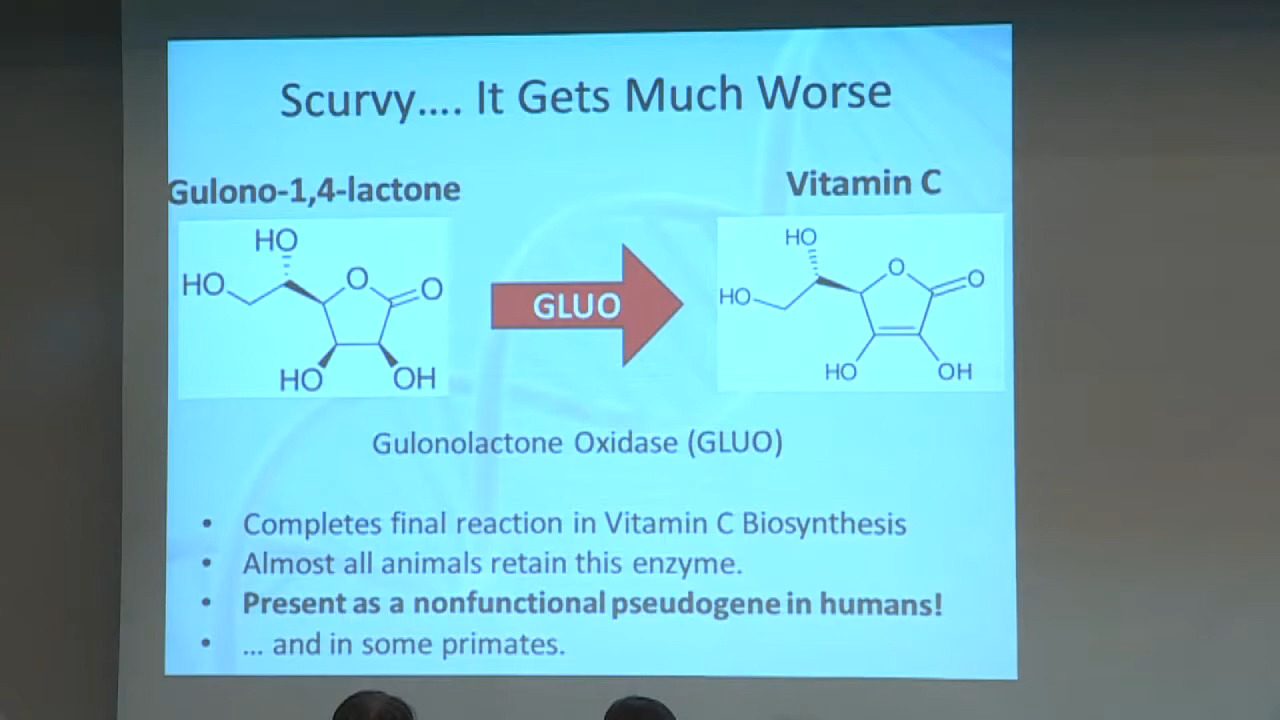 Scurvy.... It Gets Much Worse
Gulono-1,4-lactone
Vitamin C
HO
HO
O
O
HO
OH
GLUO
HO
HO
O
O
HO
OH
Gulonolactone Oxidase (GLUO)
• Completes final reaction in Vitamin C Biosynthesis
• Almost all animals retain this enzyme.
• Present as a nonfunctional pseudogene in humans!
• ... and in some primates.